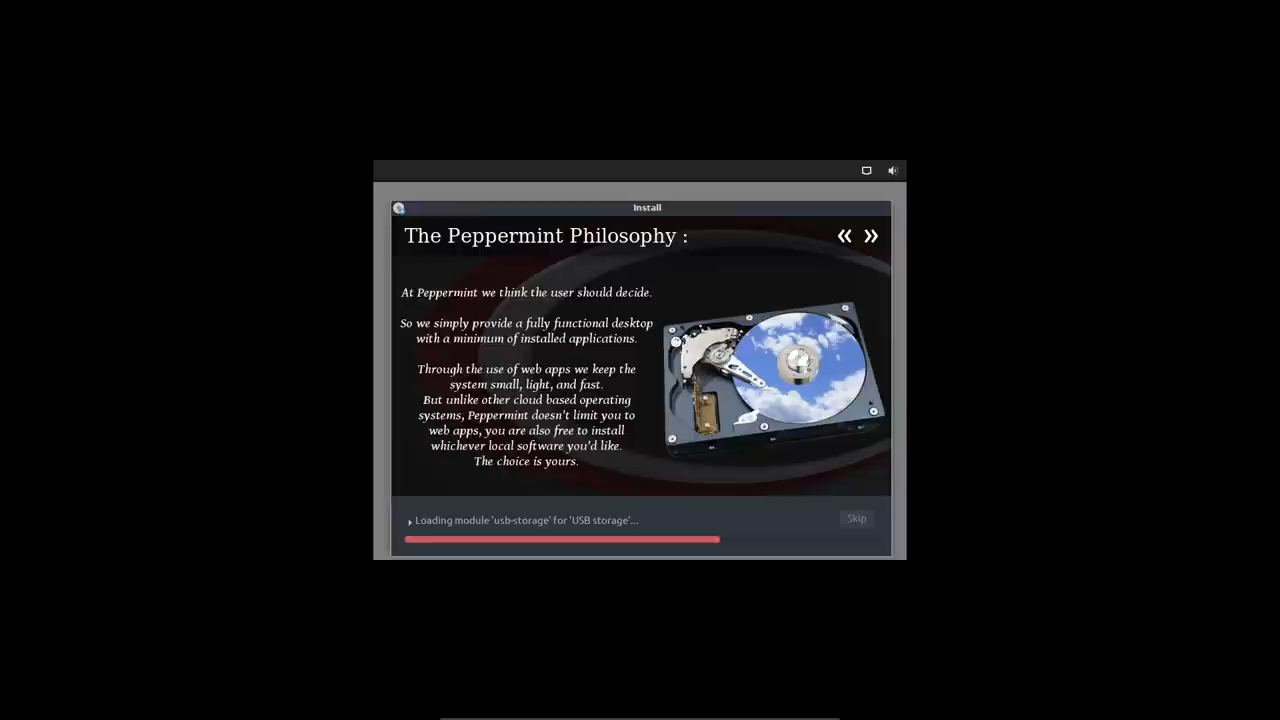 Install
The Peppermint Philosophy :
« »
At Peppermint we think the user should decide.
So we simply provide a fully functional desktop
with a minimum of installed applications.
Through the use of web apps we keep the
system small, light, and fast.
But unlike other cloud based operating
systems, Peppermint doesn't limit you to
web apps, you are also free to install
whichever local software you'd like.
The choice is yours.
Loading module 'usb-storage' for 'USB storage'...
Skip